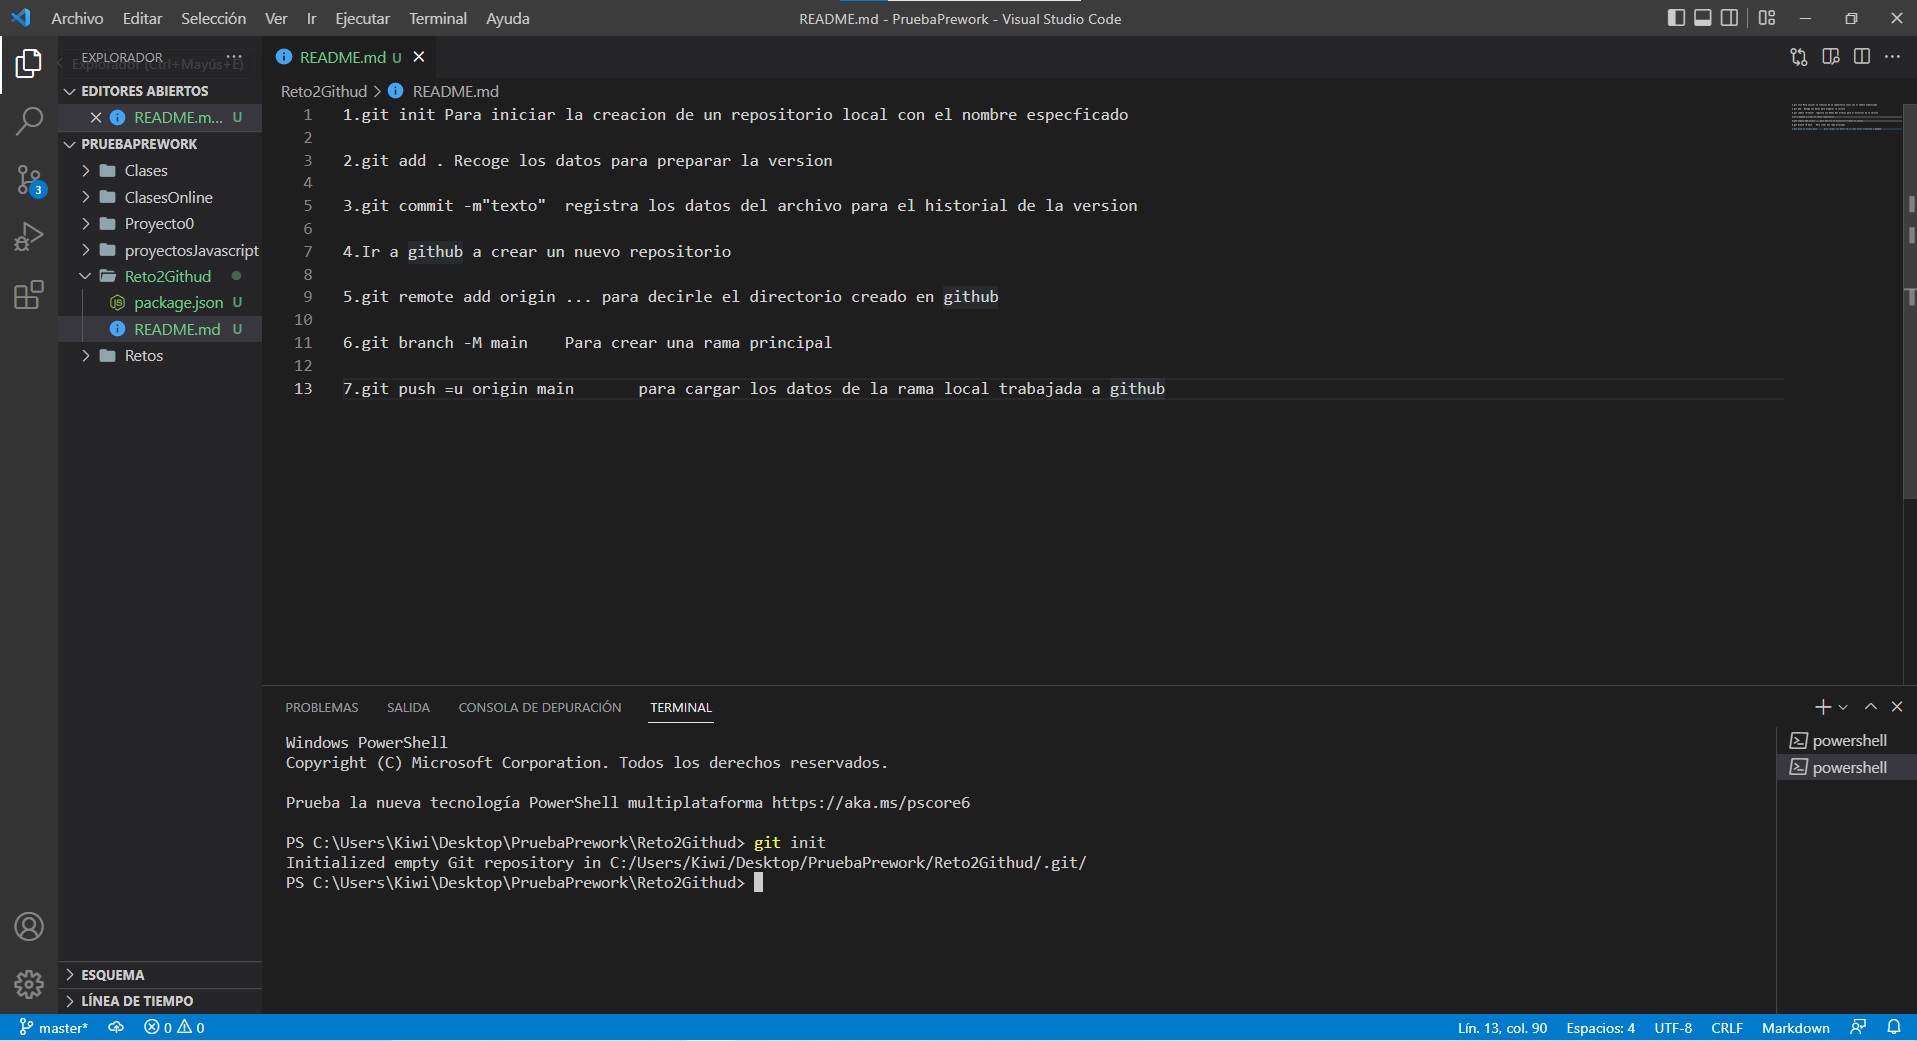 Archivo Editar Selección Ver Ir Ejecutar Terminal Ayuda
README.md - PruebaPrework - Visual Studio Code
EXPLORADOR ...
Explorador (Ctrl+Mayús+E)
README.md U
EDITORES ABIERTOS
README.m... U
PRUEBAPREWORK
Clases
ClasesOnline
Proyecto0
proyectosJavascript
Reto2Githud
package.json U
README.md U
Retos
ESQUEMA
LÍNEA DE TIEMPO
3
Reto2Githud > README.md
1 1.git init Para iniciar la creacion de un repositorio local con el nombre especficado
2
3 2.git add . Recoge los datos para preparar la version
4
5 3.git commit -m"texto"  registra los datos del archivo para el historial de la version
6
7 4.Ir a github a crear un nuevo repositorio
8
9 5.git remote add origin ... para decirle el directorio creado en github
10
11 6.git branch -M main    Para crear una rama principal
12
13 7.git push =u origin main       para cargar los datos de la rama local trabajada a github
PROBLEMAS SALIDA CONSOLA DE DEPURACIÓN TERMINAL
Windows PowerShell
Copyright (C) Microsoft Corporation. Todos los derechos reservados.
Prueba la nueva tecnología PowerShell multiplataforma https://aka.ms/pscore6
PS C:\Users\Kiwi\Desktop\PruebaPrework\Reto2Githud> git init
Initialized empty Git repository in C:/Users/Kiwi/Desktop/PruebaPrework/Reto2Githud/.git/
PS C:\Users\Kiwi\Desktop\PruebaPrework\Reto2Githud>
powershell
powershell
master* 0 0
Lín. 13, col. 90 Espacios: 4 UTF-8 CRLF Markdown